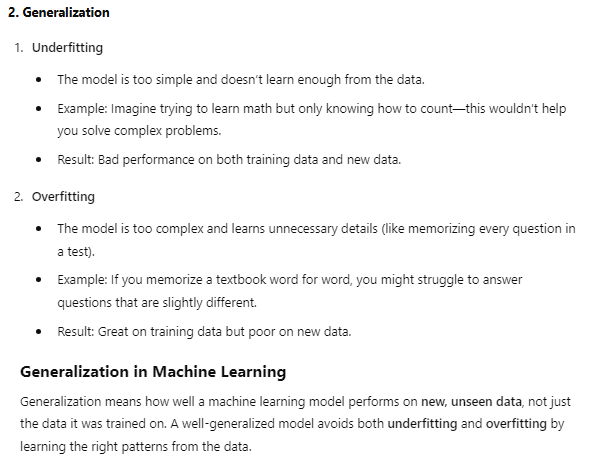 2. Generalization
1. Underfitting
• The model is too simple and doesn't learn enough from the data.
• Example: Imagine trying to learn math but only knowing how to count—this wouldn't help
you solve complex problems.
• Result: Bad performance on both training data and new data.
2. Overfitting
• The model is too complex and learns unnecessary details (like memorizing every question in
a test).
• Example: If you memorize a textbook word for word, you might struggle to answer
questions that are slightly different.
• Result: Great on training data but poor on new data.
Generalization in Machine Learning
Generalization means how well a machine learning model performs on new, unseen data, not just
the data it was trained on. A well-generalized model avoids both underfitting and overfitting by
learning the right patterns from the data.